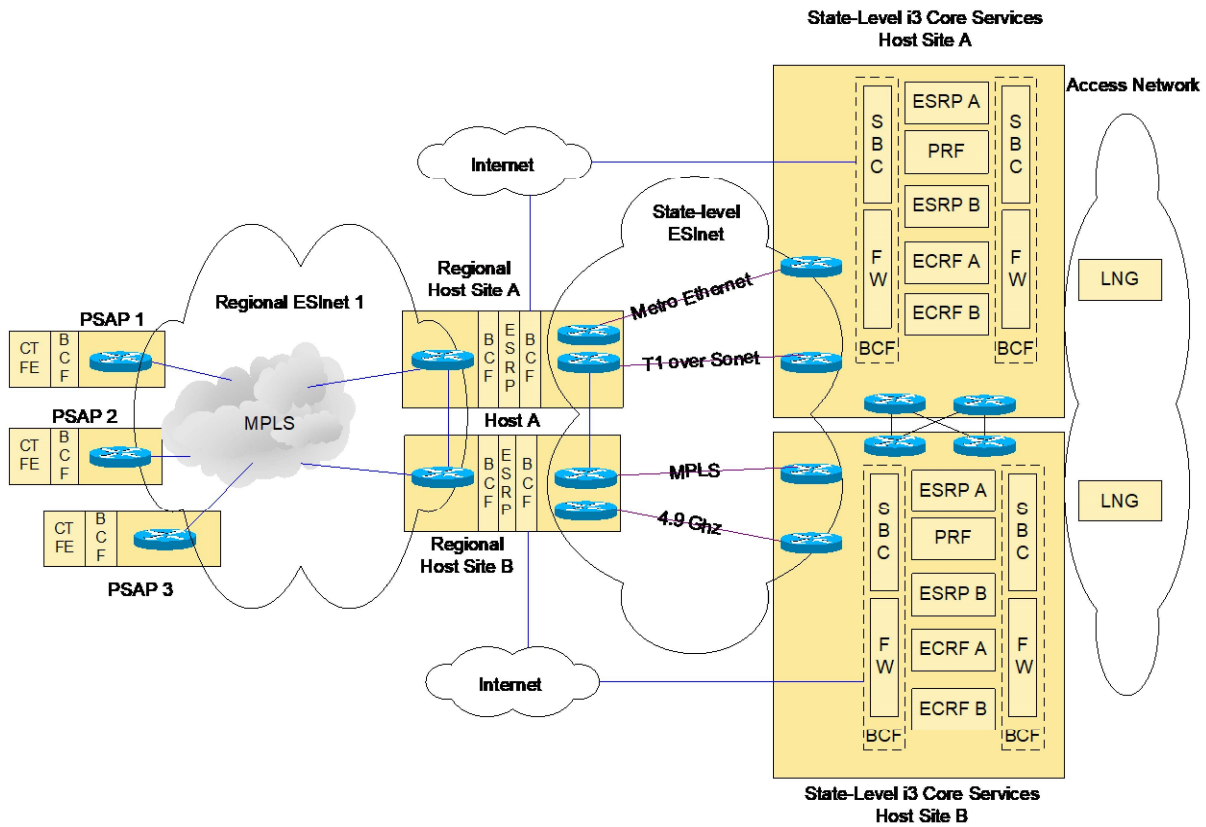 State-Level i3 Core Services
Host Site A
Access Network
Internet
State-level
ESInet
Regional
Host Site A
Regional ESInet 1
PSAP 1
CT
FE
B
C
F
PSAP 2
CT
FE
B
C
F
CT
FE
B
C
F
PSAP 3
MPLS
B
C
F
E
S
R
P
B
C
F
Host A
B
C
F
E
S
R
P
B
C
F
Regional
Host Site B
Internet
Metro Ethernet
T1 over Sonet
MPLS
4.9 Ghz
S
B
C
F
W
BCF
ESRP A
PRF
ESRP B
ECRF A
ECRF B
S
B
C
F
W
BCF
LNG
S
B
C
F
W
BCF
ESRP A
PRF
ESRP B
ECRF A
ECRF B
S
B
C
F
W
BCF
LNG
State-Level i3 Core Services
Host Site B